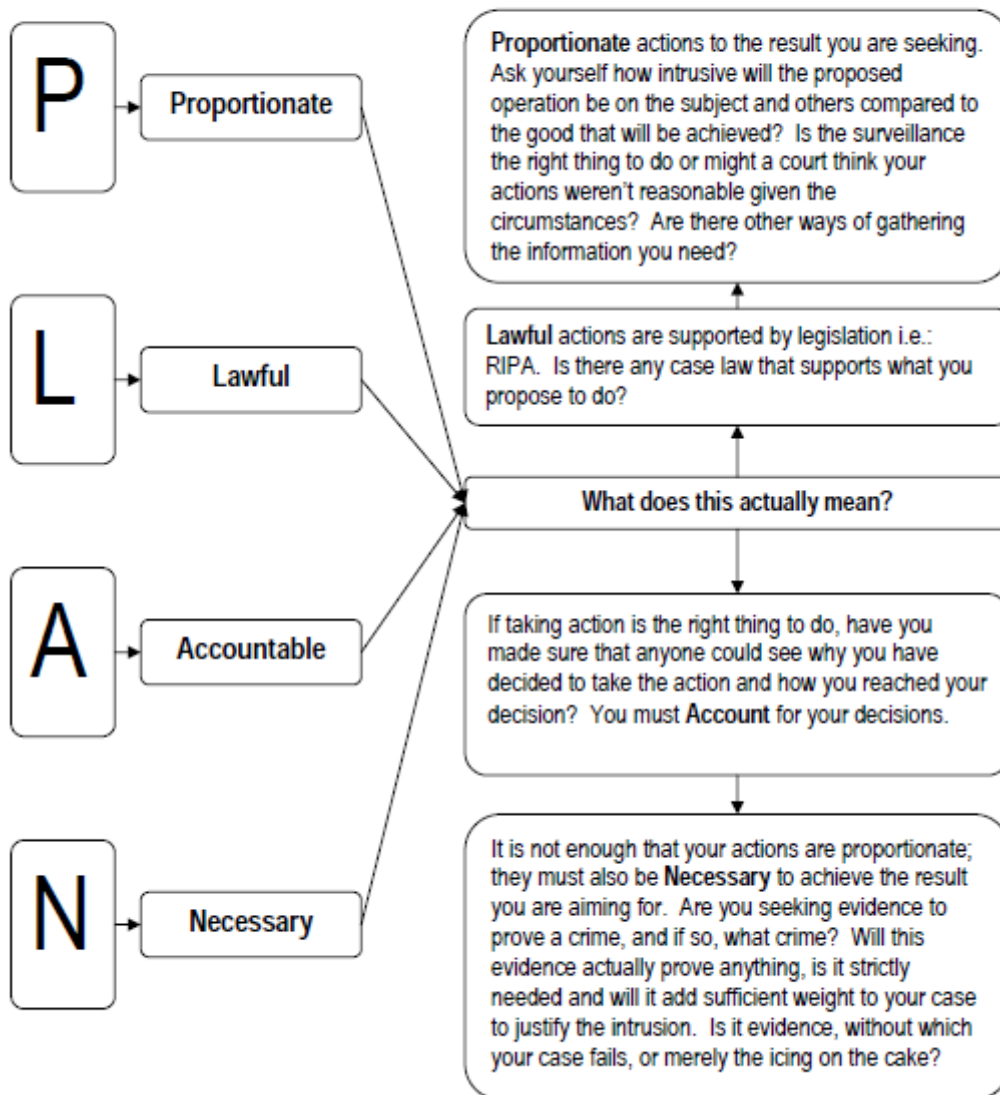 P
Proportionate
L
Lawful
A
Accountable
N
Necessary
Proportionate actions to the result you are seeking.
Ask yourself how intrusive will the proposed
operation be on the subject and others compared to
the good that will be achieved?  Is the surveillance
the right thing to do or might a court think your
actions weren't reasonable given the
circumstances?  Are there other ways of gathering
the information you need?
Lawful actions are supported by legislation i.e.:
RIPA.  Is there any case law that supports what you
propose to do?
What does this actually mean?
If taking action is the right thing to do, have you
made sure that anyone could see why you have
decided to take the action and how you reached your
decision?  You must Account for your decisions.
It is not enough that your actions are proportionate;
they must also be Necessary to achieve the result
you are aiming for.  Are you seeking evidence to
prove a crime, and if so, what crime?  Will this
evidence actually prove anything, is it strictly
needed and will it add sufficient weight to your case
to justify the intrusion.  Is it evidence, without which
your case fails, or merely the icing on the cake?